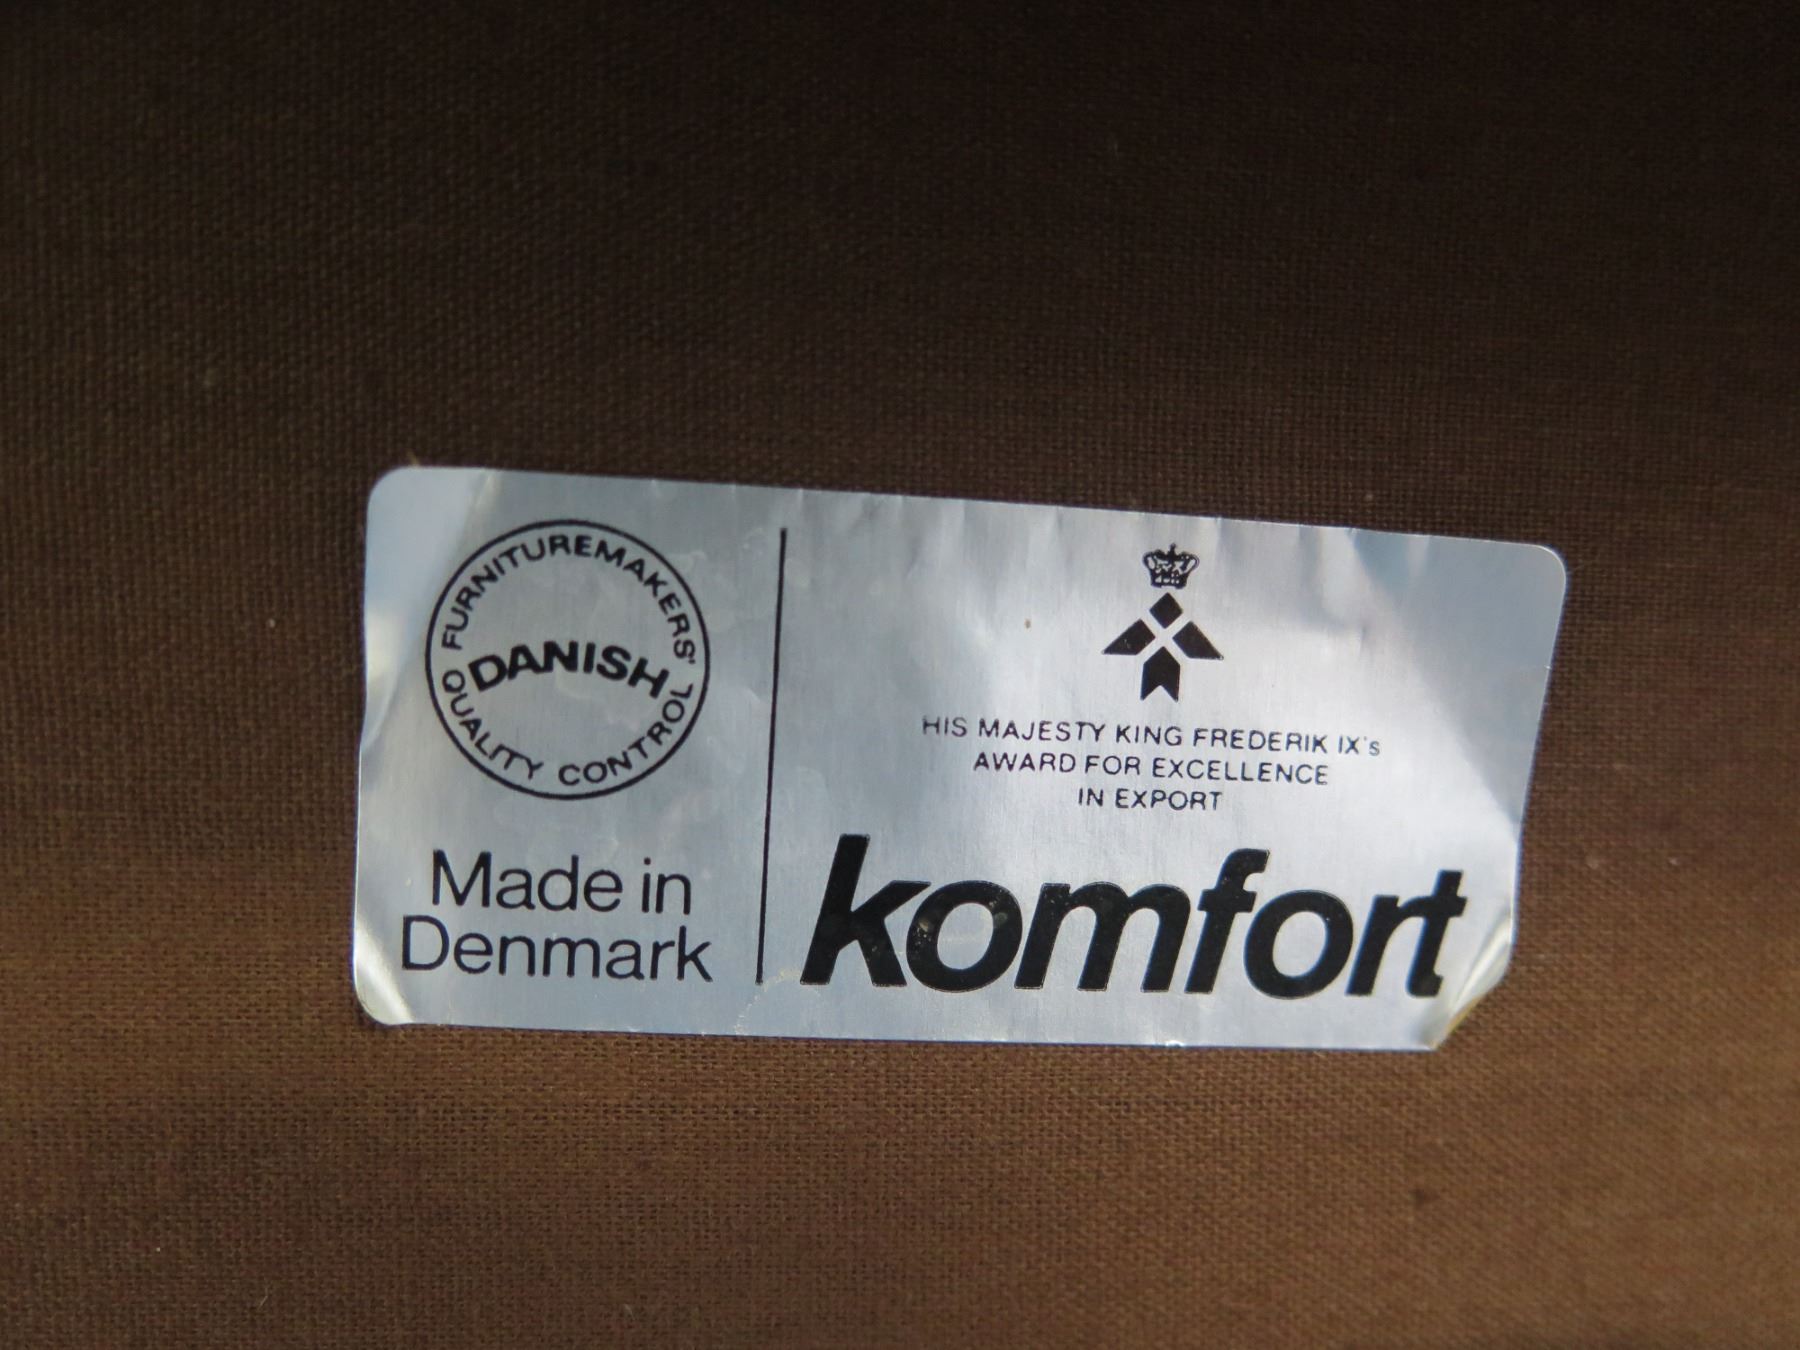 FURNITUREMAKERS'
DANISH
QUALITY CONTROL
Made in
Denmark
HIS MAJESTY KING FREDERIK IX's
AWARD FOR EXCELLENCE
IN EXPORT
komfort